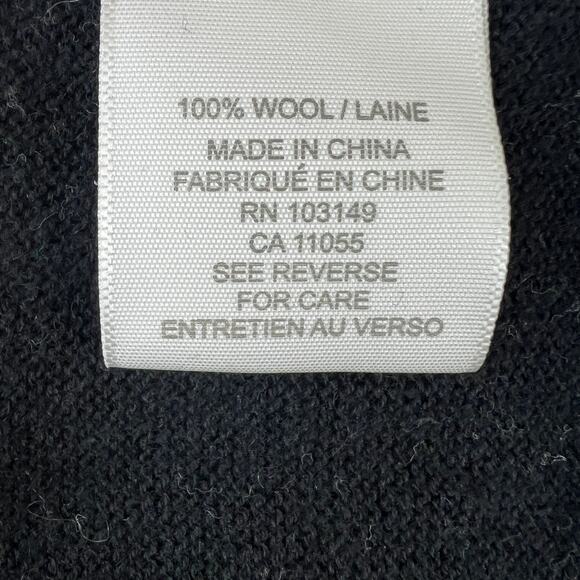 100% WOOL / LAINE
MADE IN CHINA
FABRIQUÉ EN CHINE
RN 103149
CA 11055
SEE REVERSE
FOR CARE
ENTRETIEN AU VERSO